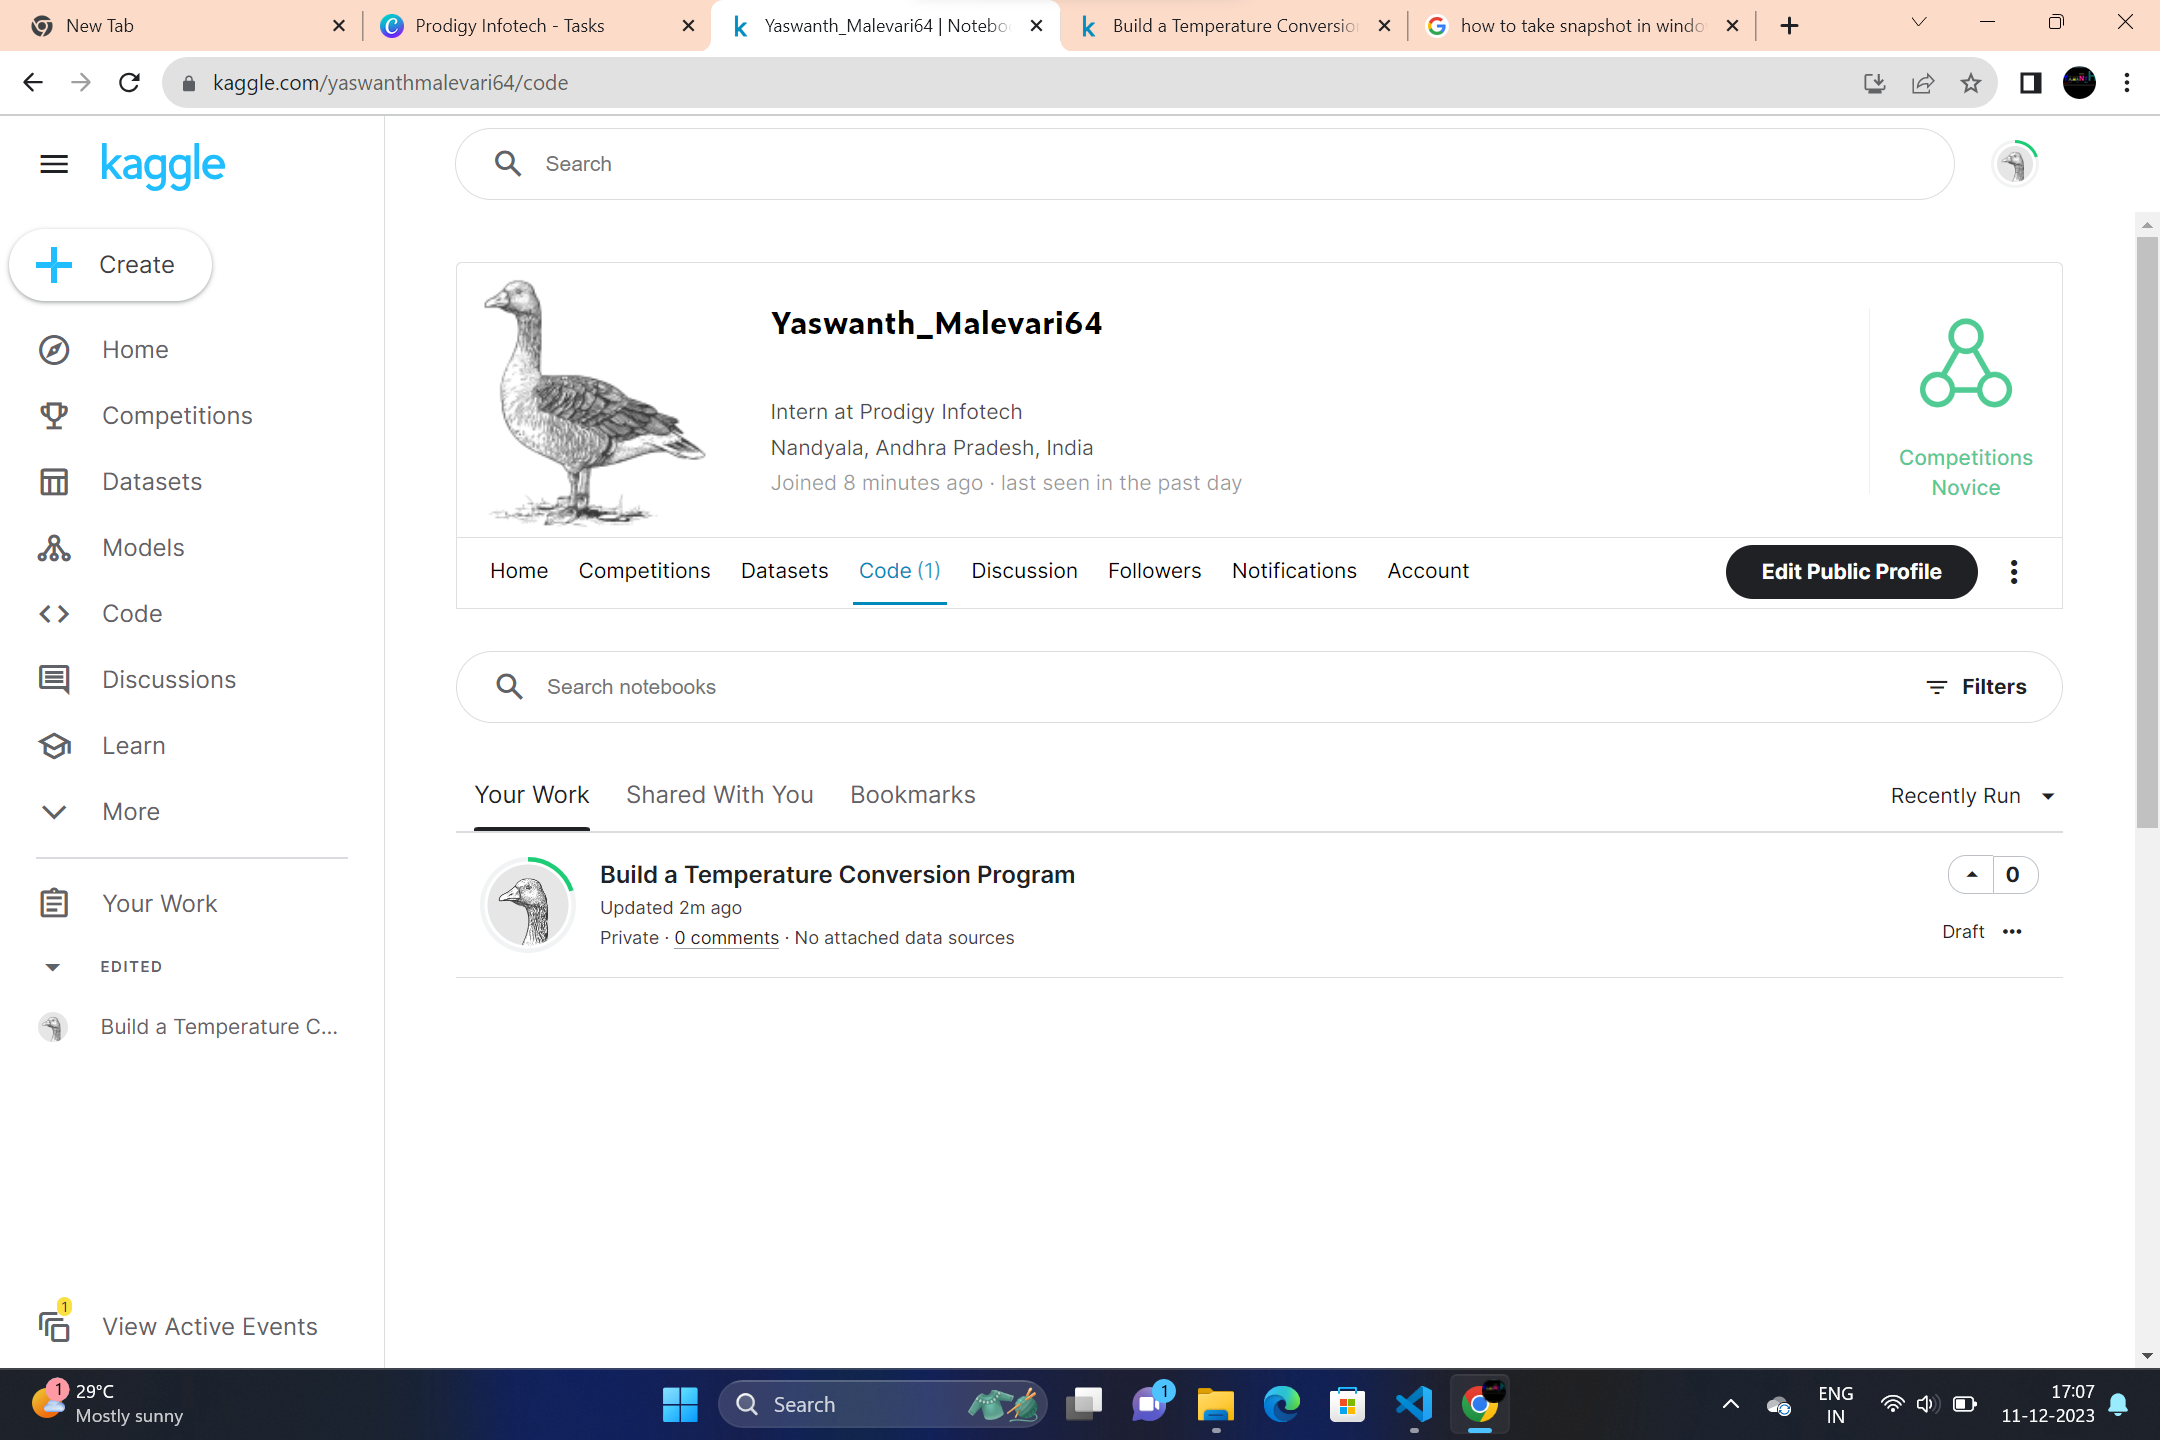 New Tab
Prodigy Infotech - Tasks
Yaswanth_Malevari64 | Notebo
Build a Temperature Conversion
how to take snapshot in windo
kaggle.com/yaswanthmalevari64/code
kaggle
Search
Create
Home
Competitions
Datasets
Models
Code
Discussions
Learn
More
Your Work
EDITED
Build a Temperature C...
1
View Active Events
Yaswanth_Malevari64
Intern at Prodigy Infotech
Nandyala, Andhra Pradesh, India
Joined 8 minutes ago · last seen in the past day
Competitions
Novice
Home Competitions Datasets Code (1) Discussion Followers Notifications Account
Edit Public Profile
Search notebooks
Filters
Your Work Shared With You Bookmarks
Recently Run
Build a Temperature Conversion Program
Updated 2m ago
Private · 0 comments · No attached data sources
0
Draft
1
29°C
Mostly sunny
Search
1
ENG
IN
17:07
11-12-2023